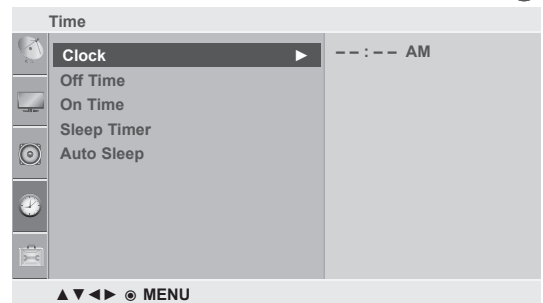 Time
Clock ► – – : – – AM
Off Time
On Time
Sleep Timer
Auto Sleep
▲▼◄► ◉ MENU